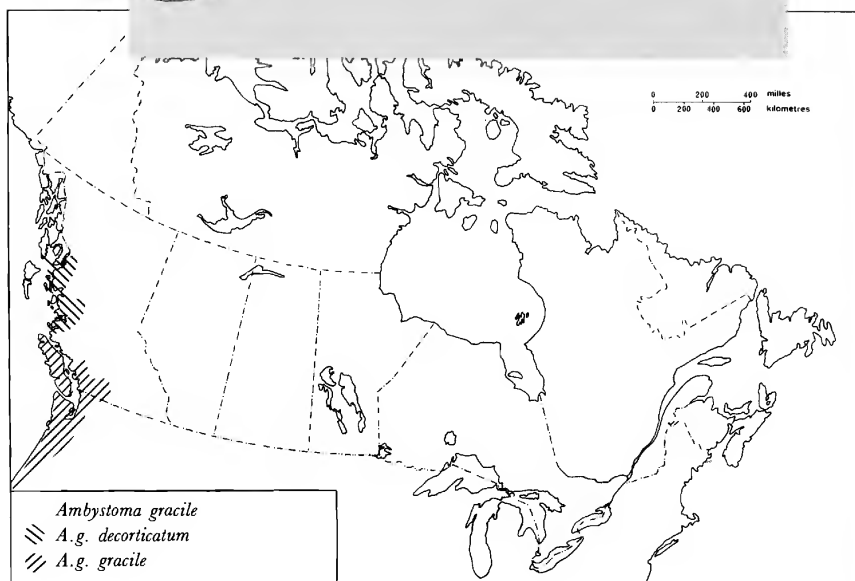 0 200 400 milles
0 200 400 600 kilometres
Ambystoma gracile
A.g. decorticatum
A.g. gracile